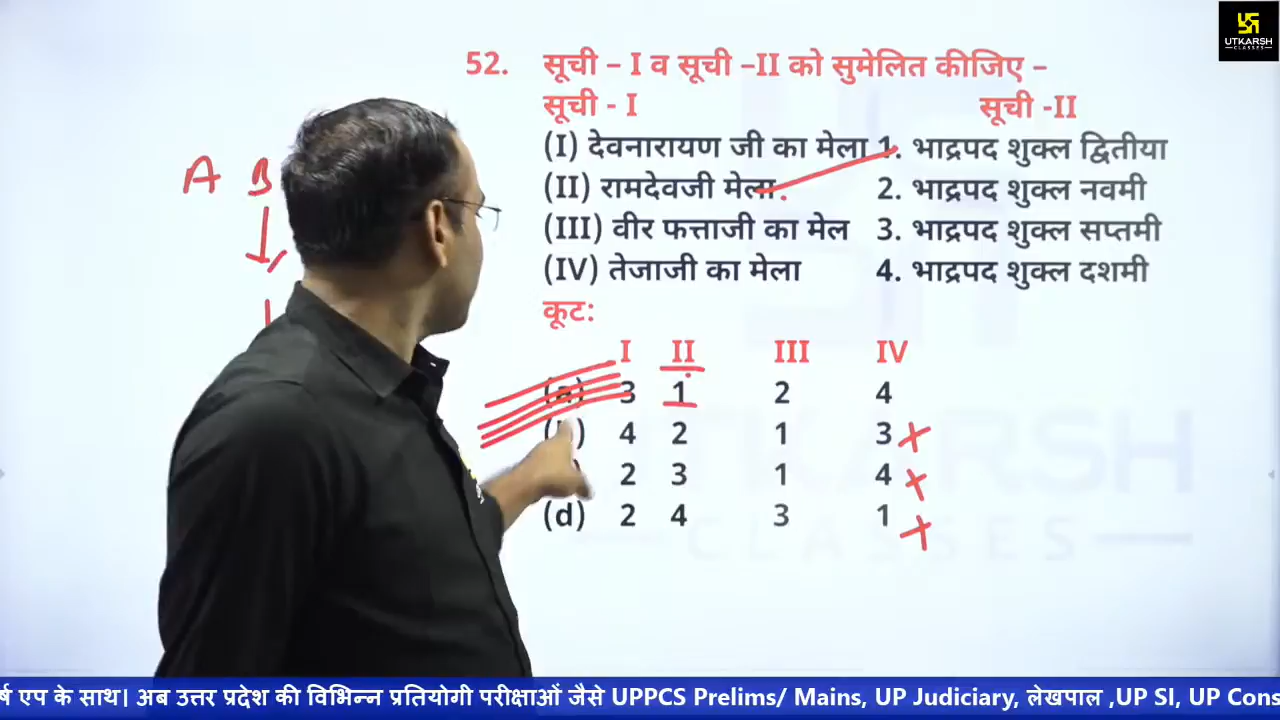 UTKARSH
CLASSES
52. सूची – I व सूची –II को सुमेलित कीजिए –
सूची - I सूची -II
(I) देवनारायण जी का मेला 1. भाद्रपद शुक्ल द्वितीया
(II) रामदेवजी मेला 2. भाद्रपद शुक्ल नवमी
(III) वीर फत्ताजी का मेल 3. भाद्रपद शुक्ल सप्तमी
(IV) तेजाजी का मेला 4. भाद्रपद शुक्ल दशमी
कूट:
I II III IV
(a) 3 1 2 4
4 2 1 3
2 3 1 4
(d) 2 4 3 1
A B
UTKARSH
CLASSES
एप के साथ। अब उत्तर प्रदेश की विभिन्न प्रतियोगी परीक्षाओं जैसे UPPCS Prelims/ Mains, UP Judiciary, लेखपाल ,UP SI, UP Cons